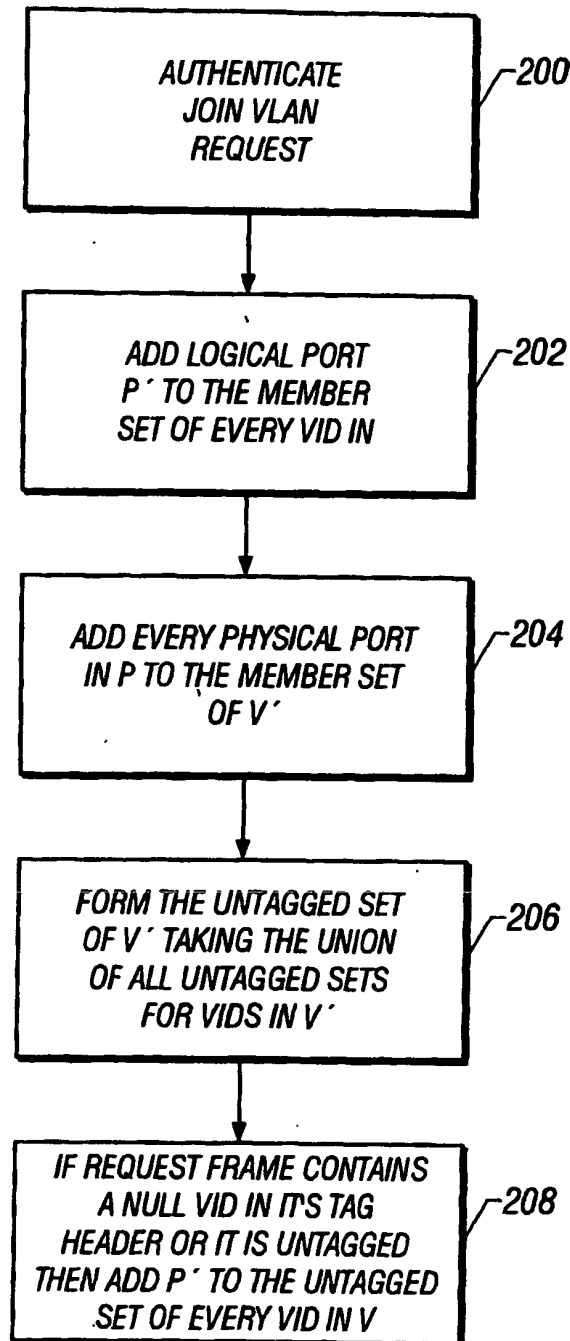 AUTHENTICATE
JOIN VLAN
REQUEST
200
ADD LOGICAL PORT
P´ TO THE MEMBER
SET OF EVERY VID IN
202
ADD EVERY PHYSICAL PORT
IN P TO THE MEMBER SET
OF V´
204
FORM THE UNTAGGED SET
OF V´ TAKING THE UNION
OF ALL UNTAGGED SETS
FOR VIDS IN V´
206
IF REQUEST FRAME CONTAINS
A NULL VID IN IT'S TAG
HEADER OR IT IS UNTAGGED
THEN ADD P´ TO THE UNTAGGED
SET OF EVERY VID IN V
208